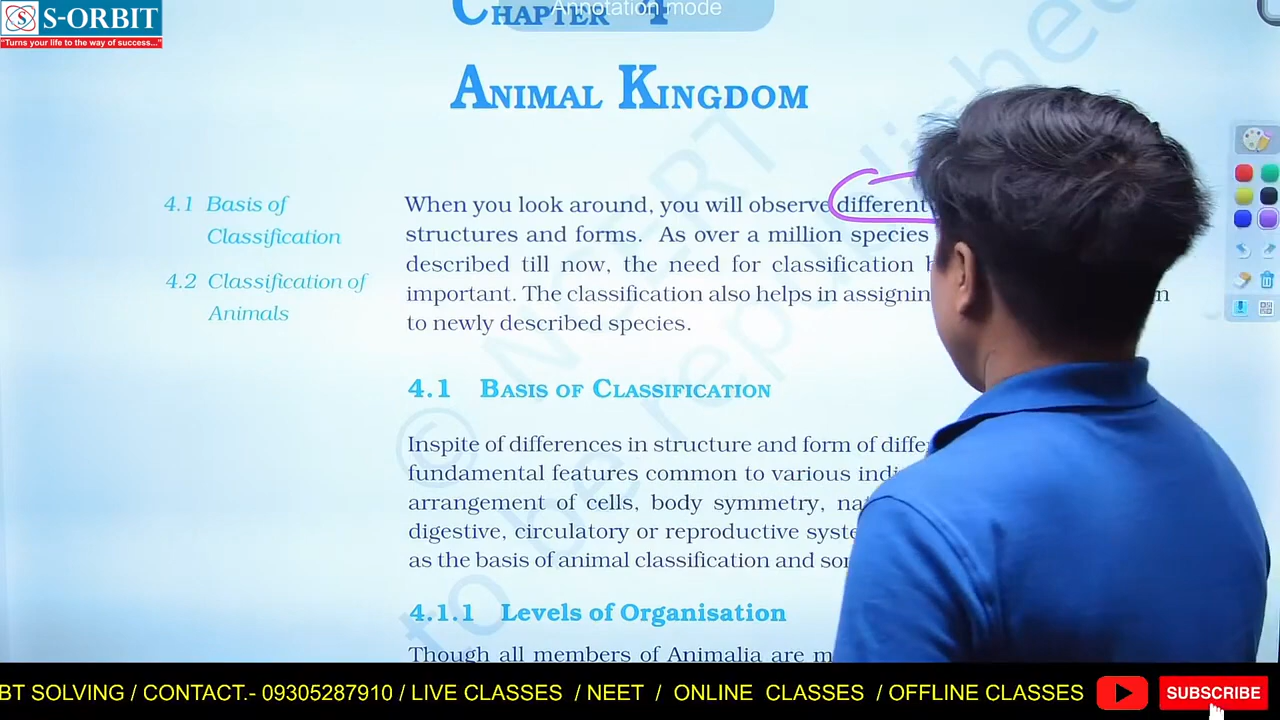 S-ORBIT
"Turns your life to the way of success..."
CHAPTER 4
Annotation mode
ANIMAL KINGDOM
4.1 Basis of
Classification
4.2 Classification of
Animals
When you look around, you will observe different
structures and forms. As over a million species
described till now, the need for classification
important. The classification also helps in
to newly described species.
4.1 BASIS OF CLASSIFICATION
Inspite of differences in structure and form of
fundamental features common to various
arrangement of cells, body symmetry,
digestive, circulatory or reproductive
as the basis of animal classification and
4.1.1 Levels of Organisation
Though all members of Animalia are
© NCERT
to be republished
BT SOLVING / CONTACT.- 09305287910 / LIVE CLASSES / NEET / ONLINE CLASSES / OFFLINE CLASSES
SUBSCRIBE